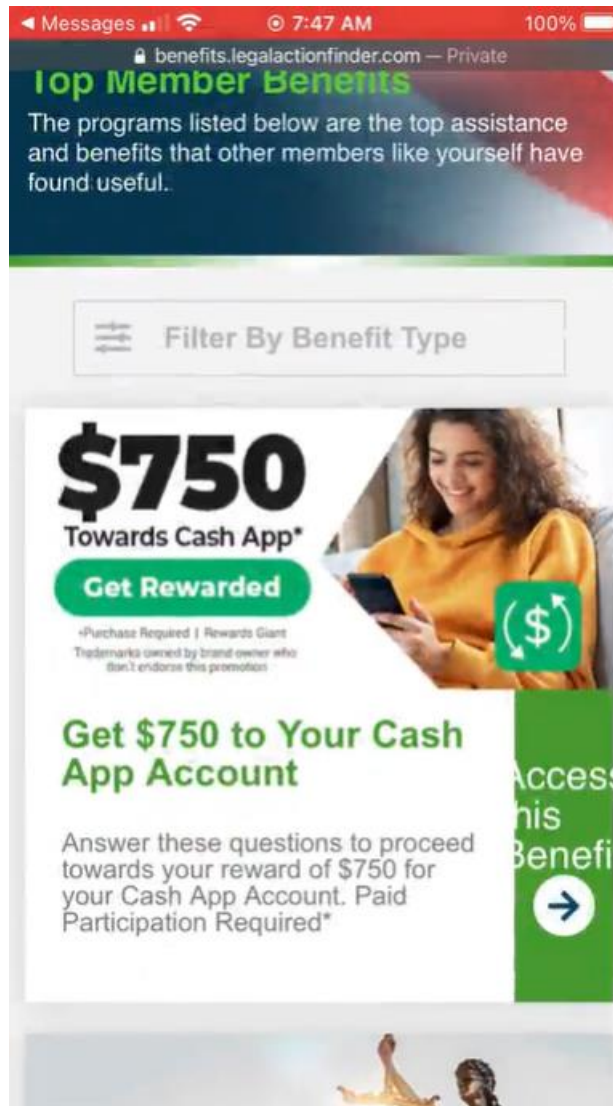 Messages 7:47 AM 100%
benefits.legalactionfinder.com — Private
Top Member Benefits
The programs listed below are the top assistance
and benefits that other members like yourself have
found useful.
Filter By Benefit Type
$750
Towards Cash App*
Get Rewarded
*Purchase Required | Rewards Giant
Trademarks owned by brand owner who
don't endorse this promotion
($)
Get $750 to Your Cash
App Account
Answer these questions to proceed
towards your reward of $750 for
your Cash App Account. Paid
Participation Required*
Access
this
Benefi